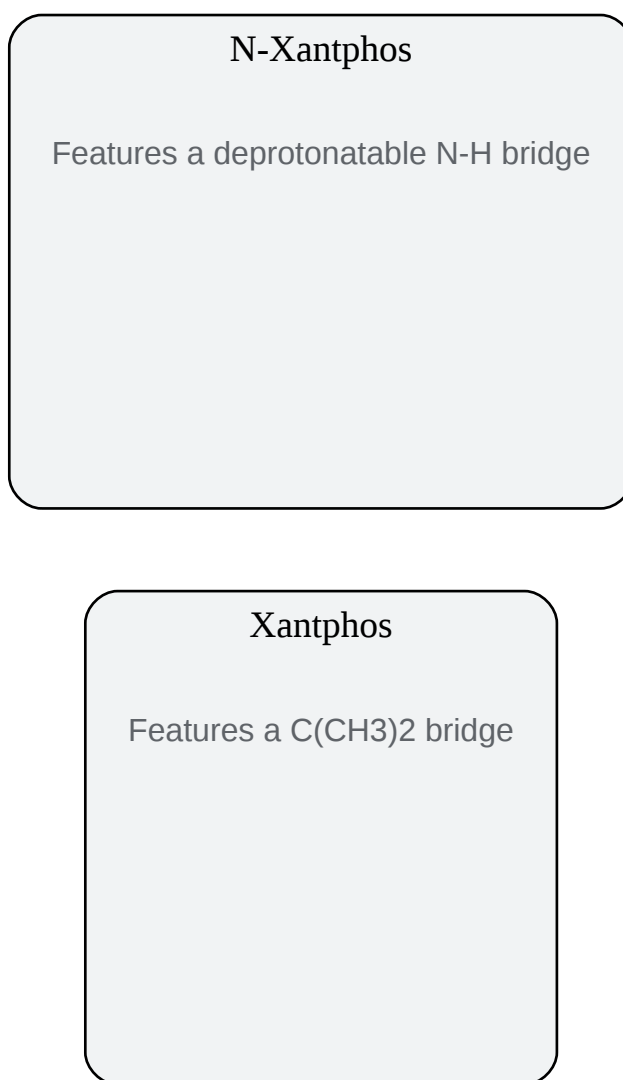 N-Xantphos
Features a deprotonatable N-H bridge
Xantphos
Features a C(CH3)2 bridge